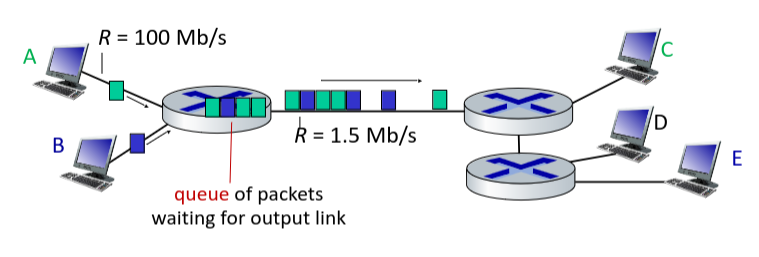 R = 100 Mb/s
A
C
D
R = 1.5 Mb/s
B
E
queue of packets
waiting for output link